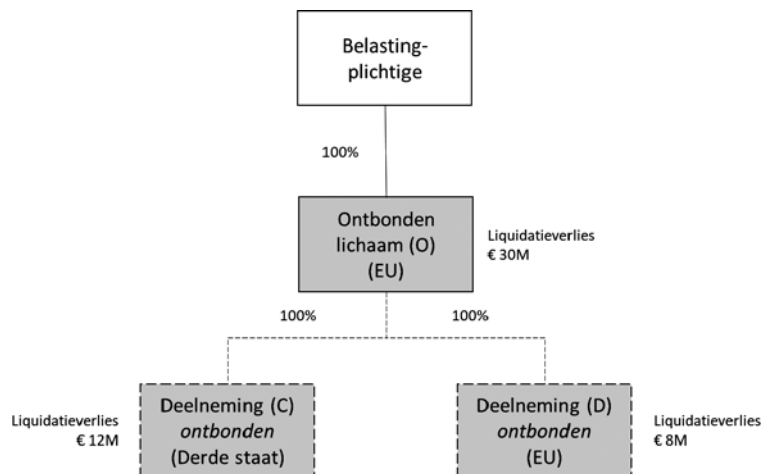 Belasting-
plichtige
100%
Ontbonden
lichaam (O)
(EU)
Liquidatieverlies
€ 30M
100%
100%
Liquidatieverlies
€ 12M
Deelneming (C)
ontbonden
(Derde staat)
Deelneming (D)
ontbonden
(EU)
Liquidatieverlies
€ 8M